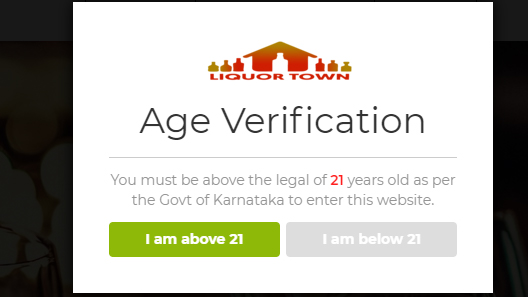 LIQUOR TOWN
Age Verification
You must be above the legal of 21 years old as per
the Govt of Karnataka to enter this website.
I am above 21
I am below 21